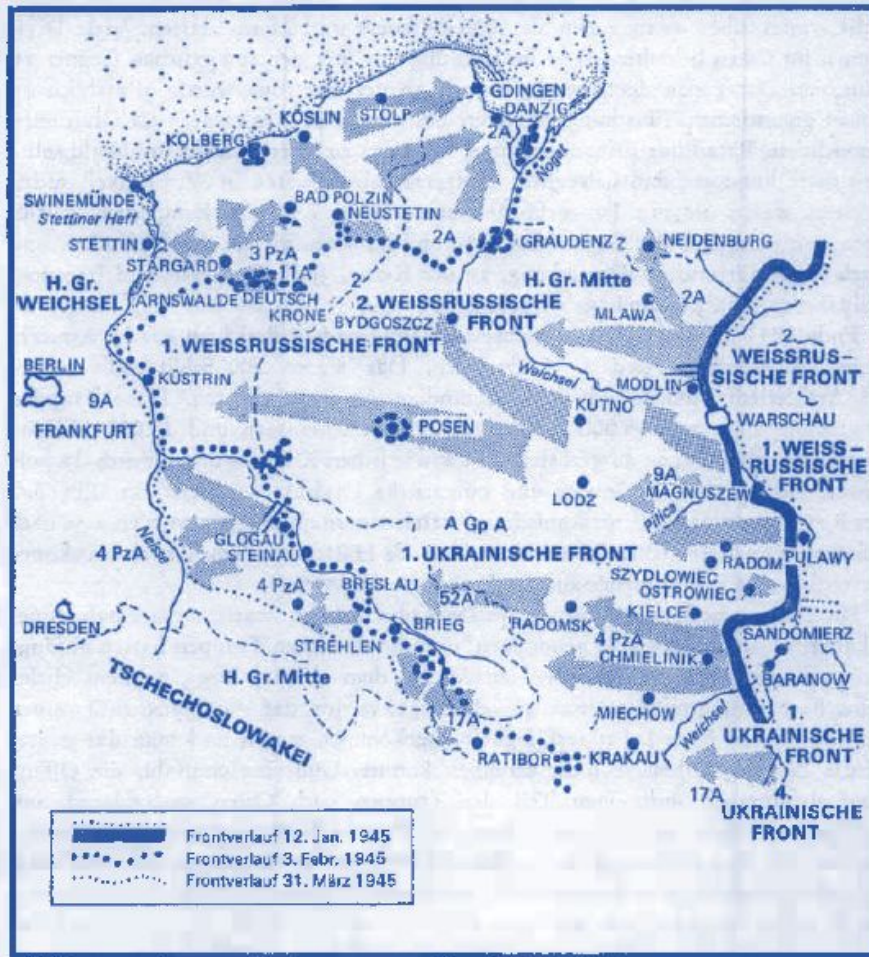 GDINGEN
DANZIG
KÖSLIN
STOLP
2A
KOLBERG
Nogat
SWINEMÜNDE
Stettiner Haff
BAD POLZIN
NEUSTETIN
STETTIN
2A
GRAUDENZ 2
NEIDENBURG
3 PzA
STARGARD
11A
H. Gr.
WEICHSEL
ARNSWALDE DEUTSCH
KRONE
2
H. Gr. Mitte
2A
2. WEISSRUSSISCHE
FRONT
MLAWA
BYDGOSZCZ
1. WEISSRUSSISCHE FRONT
WEISSRUS-
SISCHE FRONT
BERLIN
KÜSTRIN
Weichsel
MODLIN
9A
FRANKFURT
KUTNO
WARSCHAU
POSEN
1. WEISS-
RUSSISCHE
FRONT
9A
MAGNUSZEW
LODZ
Pilica
A Gp A
GLOGAU
STEINAU
1. UKRAINISCHE FRONT
RADOM
PULAWY
4 PzA
Neisse
SZYDLOWIEC
OSTROWIEC
4 PzA
BRESLAU
52A
KIELCE
RADOMSK
DRESDEN
BRIEG
4 PzA
SANDOMIERZ
STREHLEN
CHMIELINIK
H. Gr. Mitte
BARANOW
TSCHECHOSLOWAKEI
17A
MIECHOW
Weichsel
1.
UKRAINISCHE
FRONT
RATIBOR
KRAKAU
17A
4.
UKRAINISCHE
FRONT
Frontverlauf 12. Jan. 1945
Frontverlauf 3. Febr. 1945
Frontverlauf 31. März 1945